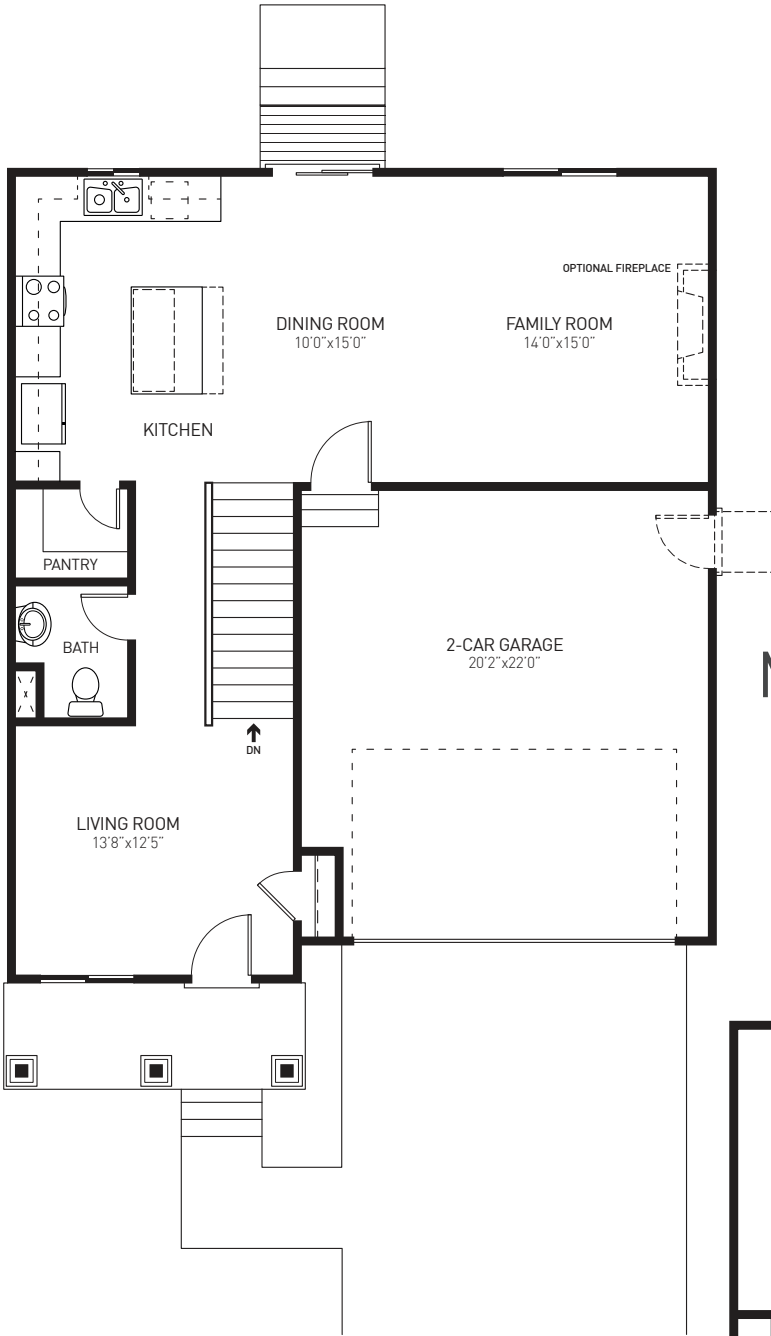 OPTIONAL FIREPLACE
DINING ROOM
10'0"x15'0"
FAMILY ROOM
14'0"x15'0"
KITCHEN
PANTRY
BATH
2-CAR GARAGE
20'2"x22'0"
DN
LIVING ROOM
13'8"x12'5"